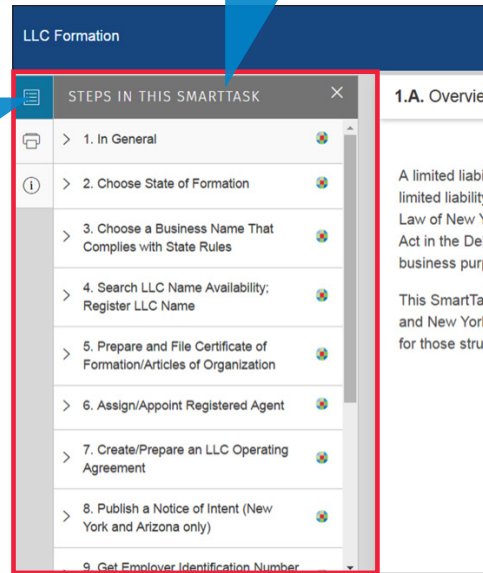 LLC Formation
STEPS IN THIS SMARTTASK
1. In General
2. Choose State of Formation
3. Choose a Business Name That
Complies with State Rules
4. Search LLC Name Availability;
Register LLC Name
5. Prepare and File Certificate of
Formation/Articles of Organization
6. Assign/Appoint Registered Agent
7. Create/Prepare an LLC Operating
Agreement
8. Publish a Notice of Intent (New
York and Arizona only)
9. Get Employer Identification Number
1.A. Overvie
A limited liabi
limited liability
Law of New Y
Act in the De
business purp
This SmartTa
and New York
for those stru